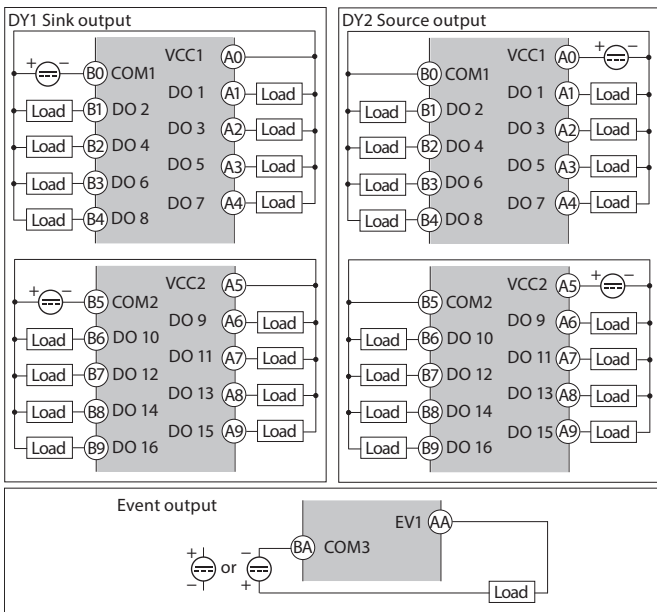 DY1 Sink output
+ − B0 COM1 VCC1 A0
Load B1 DO 2 DO 1 A1 Load
Load B2 DO 4 DO 3 A2 Load
Load B3 DO 6 DO 5 A3 Load
Load B4 DO 8 DO 7 A4 Load
+ − B5 COM2 VCC2 A5
Load B6 DO 10 DO 9 A6 Load
Load B7 DO 12 DO 11 A7 Load
Load B8 DO 14 DO 13 A8 Load
Load B9 DO 16 DO 15 A9 Load
DY2 Source output
B0 COM1 VCC1 A0 + −
Load B1 DO 2 DO 1 A1 Load
Load B2 DO 4 DO 3 A2 Load
Load B3 DO 6 DO 5 A3 Load
Load B4 DO 8 DO 7 A4 Load
B5 COM2 VCC2 A5 + −
Load B6 DO 10 DO 9 A6 Load
Load B7 DO 12 DO 11 A7 Load
Load B8 DO 14 DO 13 A8 Load
Load B9 DO 16 DO 15 A9 Load
Event output
EV1 AA
+ − or − + BA COM3
Load